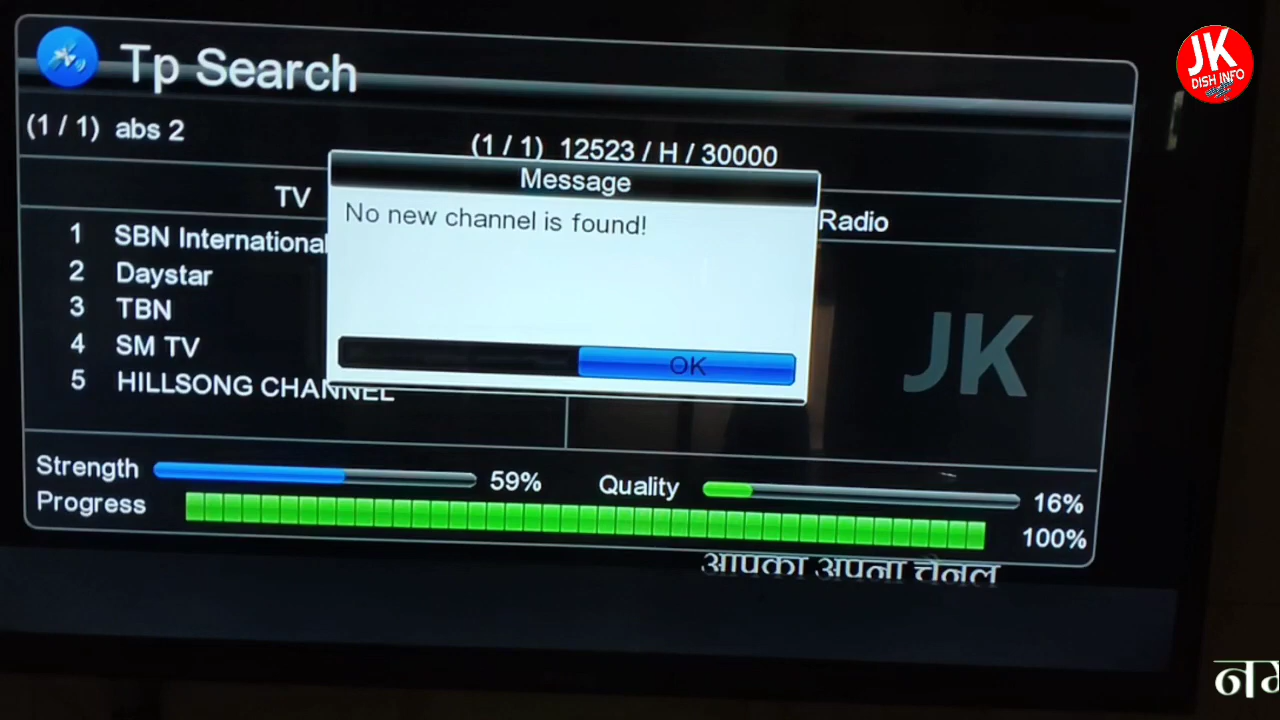 JK
DISH INFO
Tp Search
(1 / 1) abs 2
(1 / 1) 12523 / H / 30000
Message
TV
Radio
No new channel is found!
1 SBN International
2 Daystar
3 TBN
4 SM TV
5 HILLSONG CHANNEL
OK
JK
Strength 59% Quality 16%
Progress 100%
आपका अपना चैनल